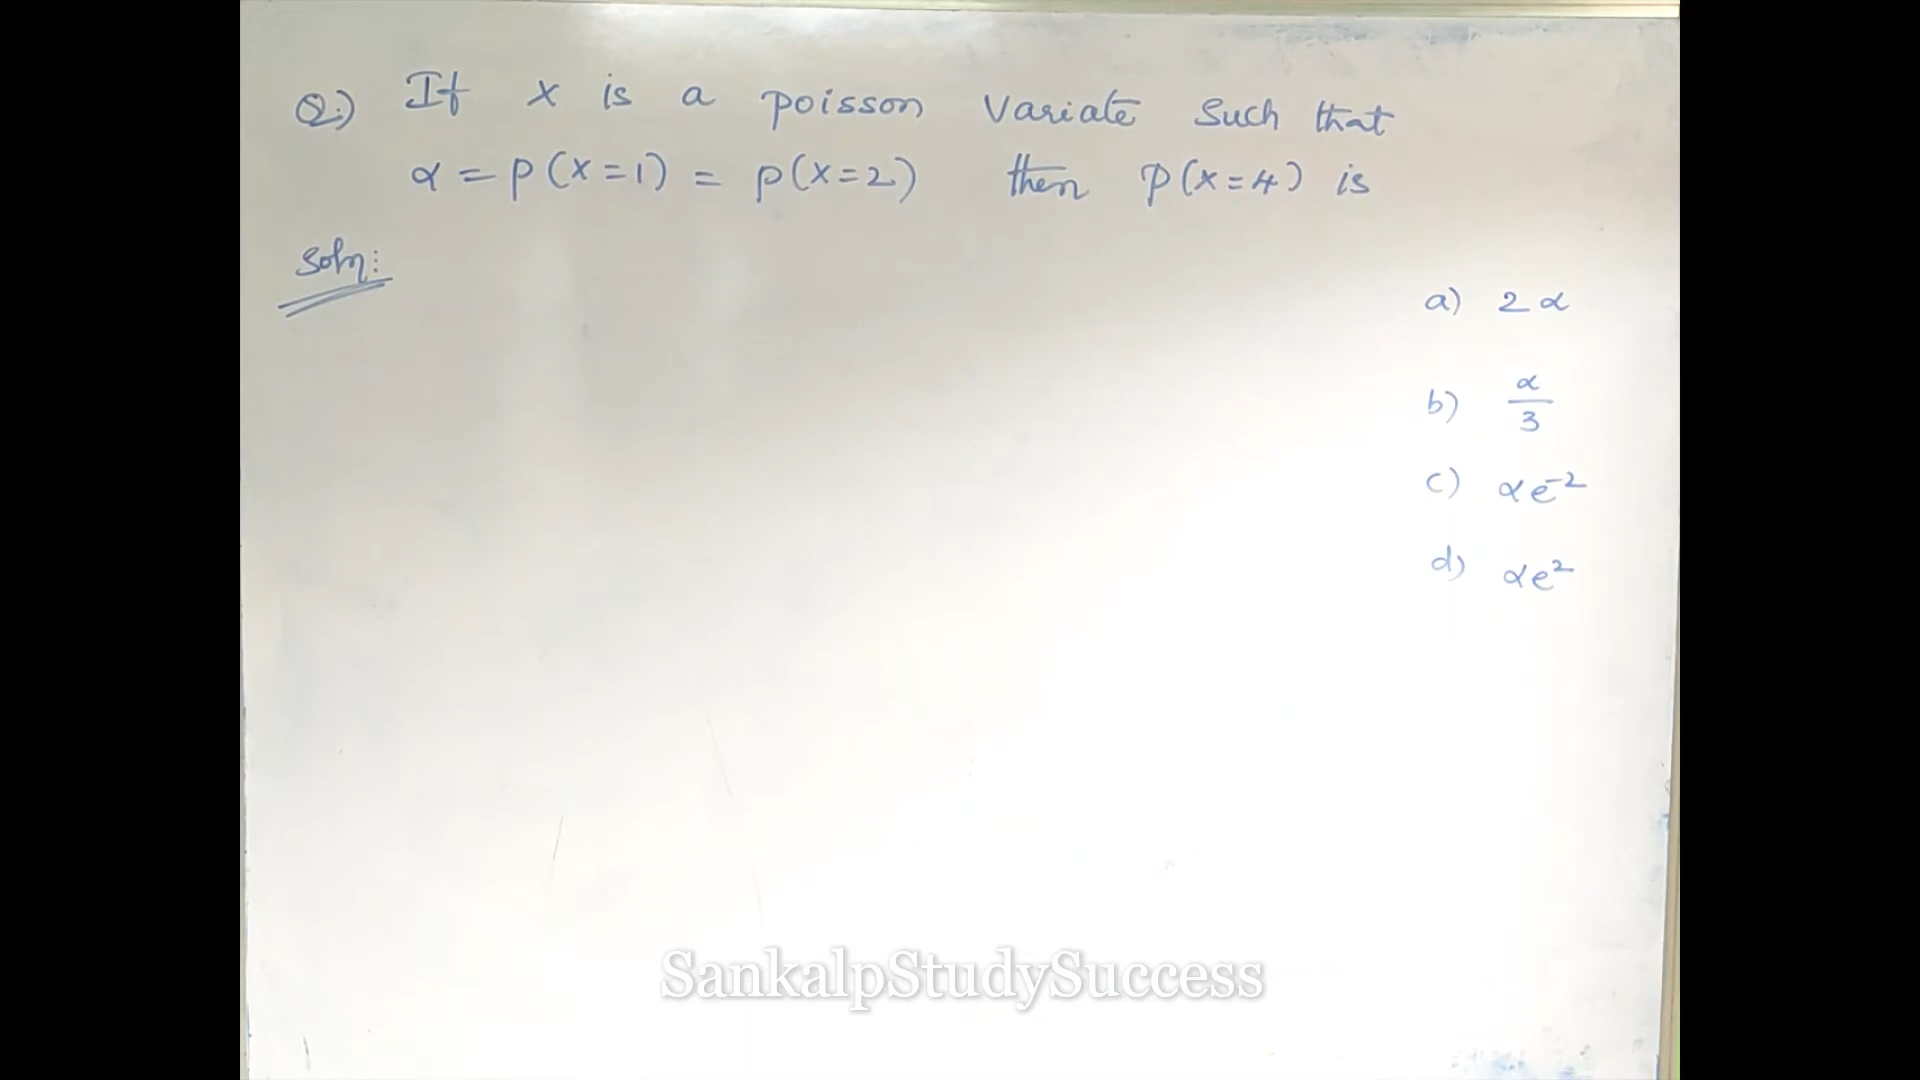 Q.) If x is a poisson variate such that
α = p(x=1) = p(x=2) then p(x=4) is
Soln:
a) 2α
b) α/3
c) αe⁻²
d) αe²
SankalpStudySuccess